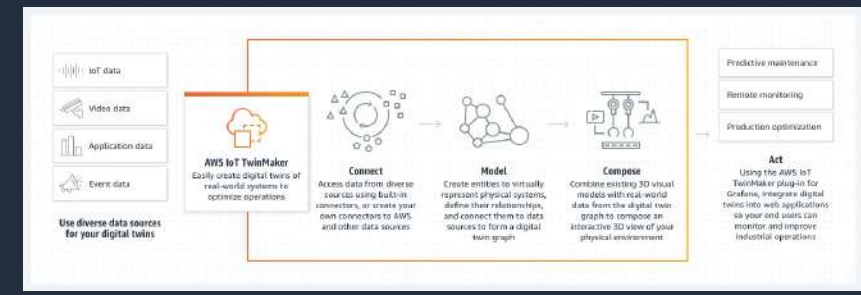 IoT data
Video data
Application data
Event data
Use diverse data sources
for your digital twins
AWS IoT TwinMaker
Easily create digital twins of
real-world systems to
optimize operations
Connect
Access data from diverse
sources using built-in
connectors, or create your
own connectors to AWS
and other data sources
Model
Create entities to virtually
represent physical systems,
define their relationships,
and connect them to data
sources to form a digital
twin graph
Compose
Combine existing 3D visual
models with real-world
data from the digital twin
graph to compose an
interactive 3D view of your
physical environment
Predictive maintenance
Remote monitoring
Production optimization
Act
Using the AWS IoT
TwinMaker plug-in for
Grafana, integrate digital
twins into web applications
so your end users can
monitor and improve
industrial operations